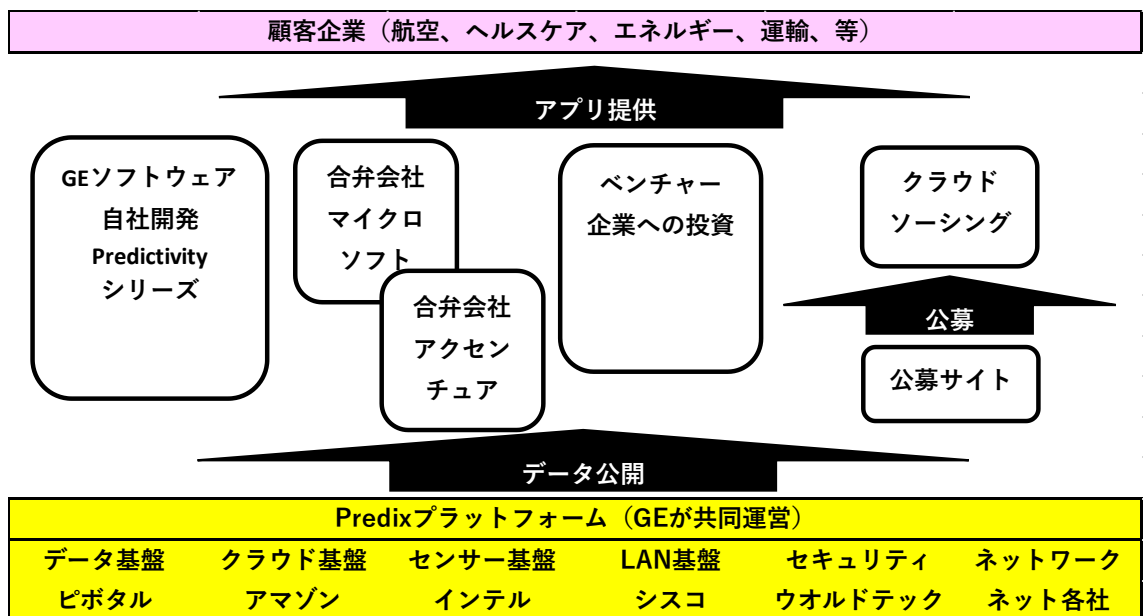 顧客企業（航空、ヘルスケア、エネルギー、運輸、等）
アプリ提供
GEソフトウェア
自社開発
Predictivity
シリーズ
合弁会社
マイクロ
ソフト
合弁会社
アクセン
チュア
ベンチャー
企業への投資
クラウド
ソーシング
公募
公募サイト
データ公開
Predixプラットフォーム（GEが共同運営）
データ基盤 クラウド基盤 センサー基盤 LAN基盤 セキュリティ ネットワーク
ピボタル アマゾン インテル シスコ ウオルドテック ネット各社